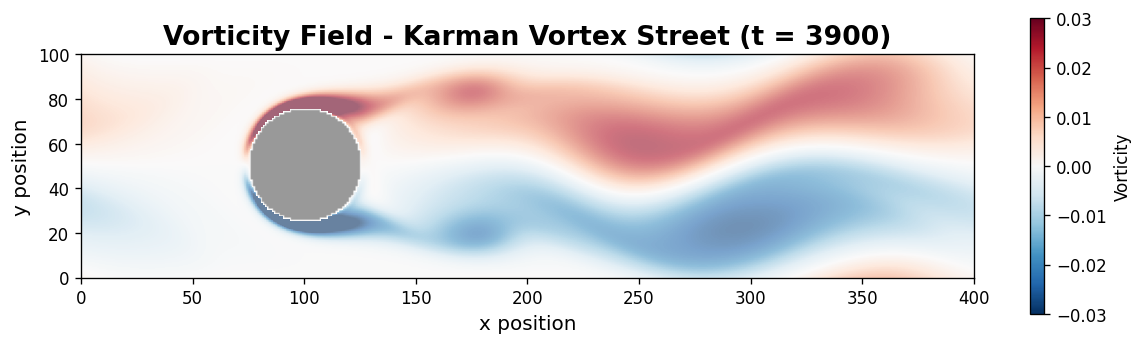 Vorticity Field - Karman Vortex Street (t = 3900)
100
80
60
40
20
0
y position
0 50 100 150 200 250 300 350 400
x position
0.03
0.02
0.01
0.00
−0.01
−0.02
−0.03
Vorticity